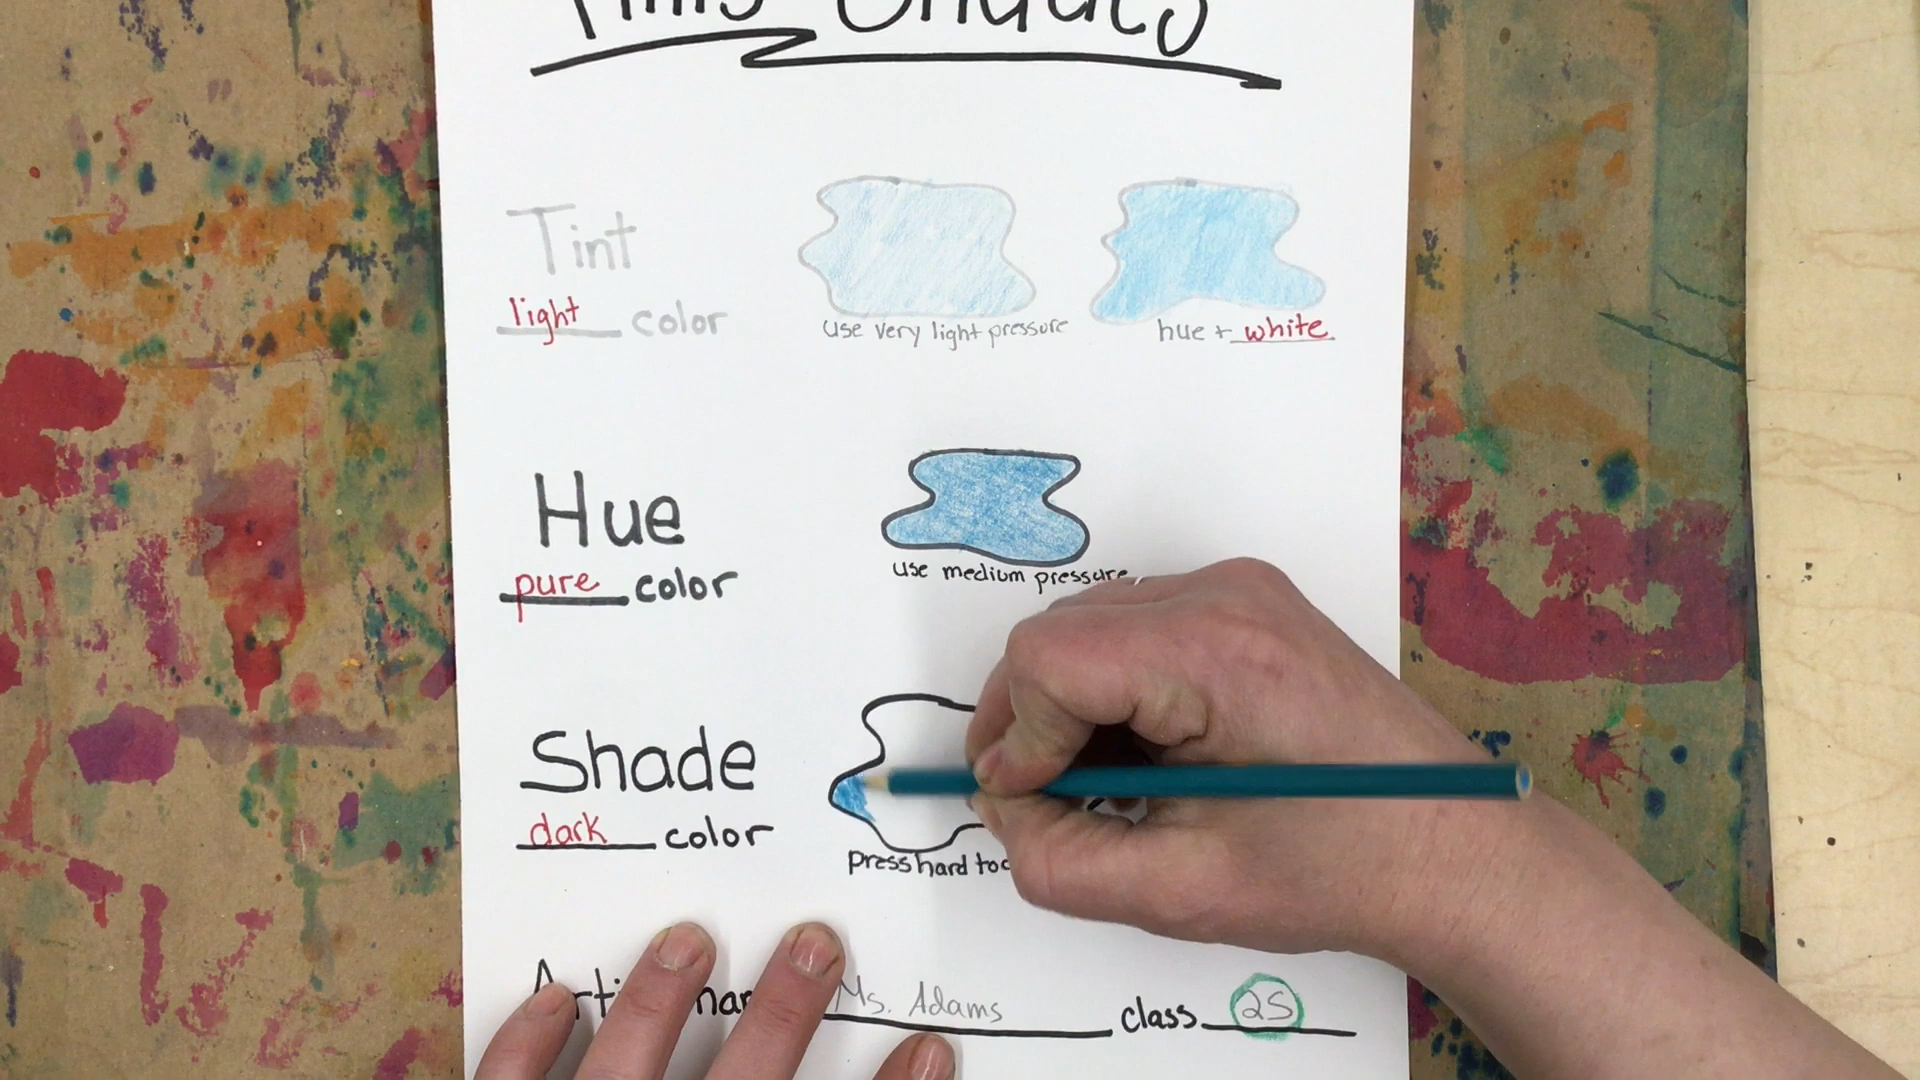 Tint
light color
use very light pressure
hue + white
Hue
pure color
use medium pressure
Shade
dark color
press hard to
Ms. Adams class 2S